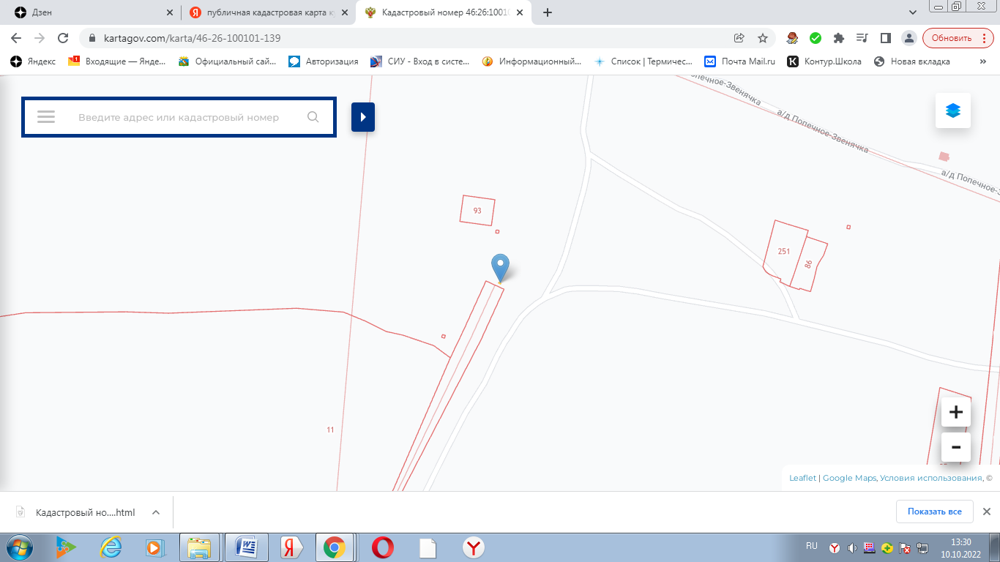 Дзен
публичная кадастровая карта к
Кадастровый номер 46:26:1001
kartagov.com/karta/46-26-100101-139
Обновить
Яндекс
Входящие — Янде...
Официальный сай...
Авторизация
СИУ - Вход в систе...
Информационный...
Список | Термичес...
Почта Mail.ru
Контур.Школа
Новая вкладка
»
Введите адрес или кадастровый номер
Попечное-Звенячка
а/д Попечное-Звенячка
а/д Попечное-З
93
251
86
11
+
-
Leaflet | Google Maps, Условия использования, ©
Кадастровый но....html
Показать все
RU
13:30
10.10.2022